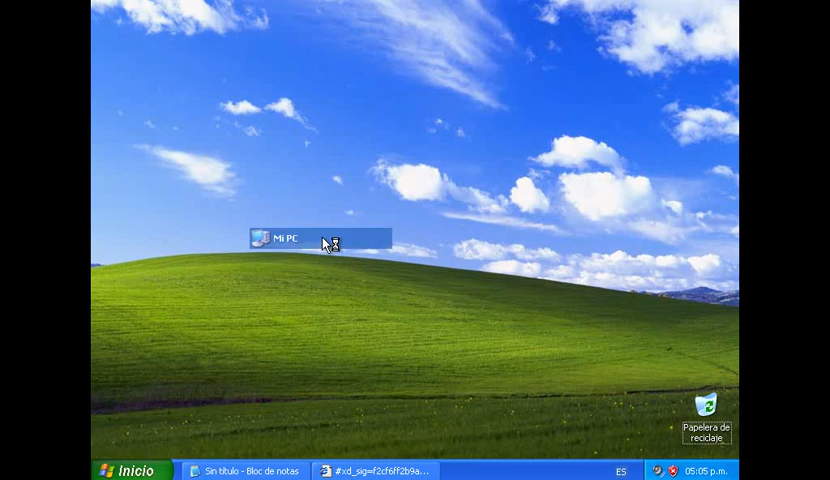 Mi PC
Papelera de
reciclaje
Inicio
Sin título - Bloc de notas
#xd_sig=f2cf6ff2b9a...
ES
05:05 p.m.